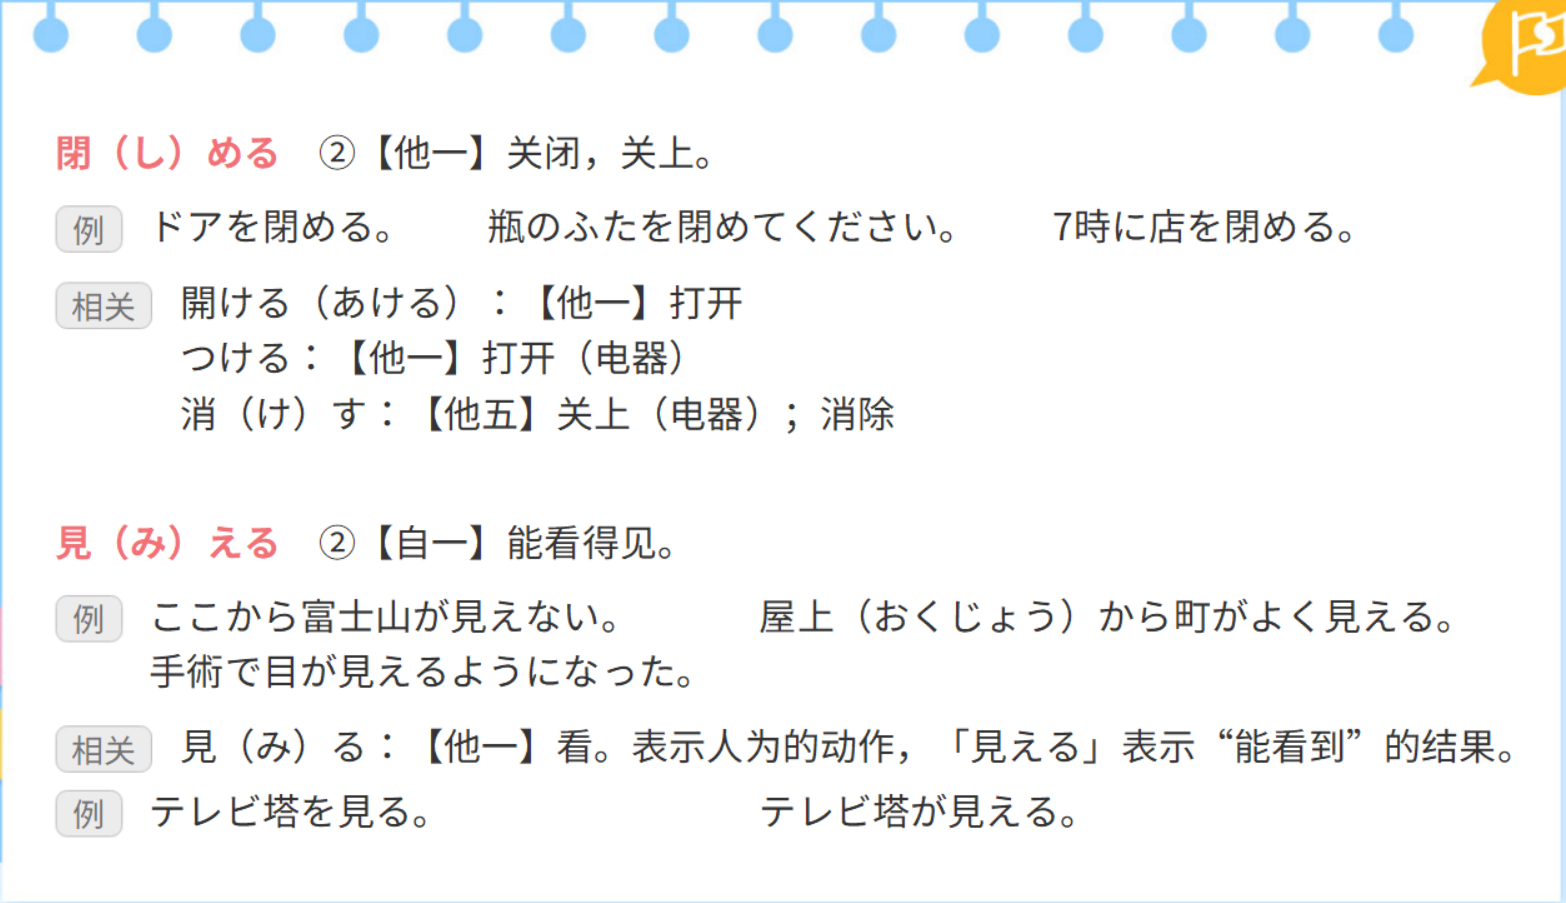 閉（し）める ②【他一】关闭，关上。
例 ドアを閉める。 瓶のふたを閉めてください。 7時に店を閉める。
相关 開ける（あける）：【他一】打开
つける：【他一】打开（电器）
消（け）す：【他五】关上（电器）；消除
見（み）える ②【自一】能看得见。
例 ここから富士山が見えない。 屋上（おくじょう）から町がよく見える。
手術で目が見えるようになった。
相关 見（み）る：【他一】看。表示人为的动作，「見える」表示“能看到”的结果。
例 テレビ塔を見る。 テレビ塔が見える。